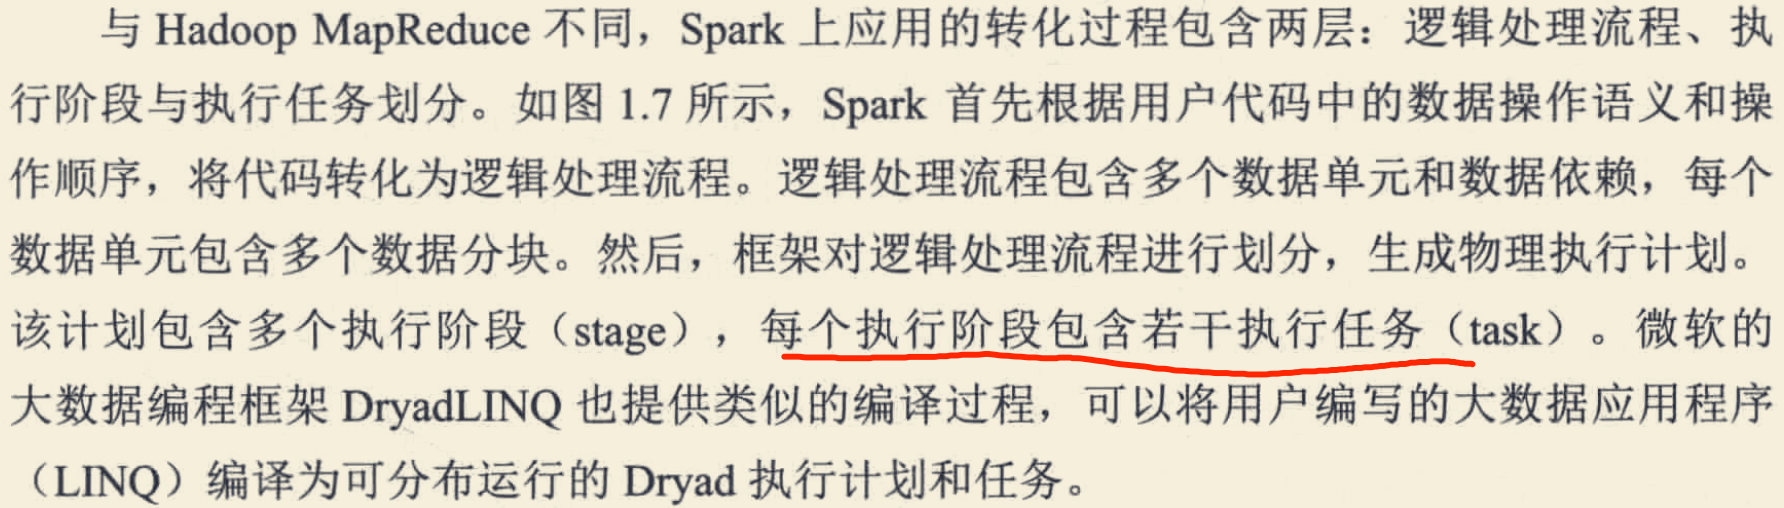 与 Hadoop MapReduce 不同，Spark 上应用的转化过程包含两层：逻辑处理流程、执
行阶段与执行任务划分。如图 1.7 所示，Spark 首先根据用户代码中的数据操作语义和操
作顺序，将代码转化为逻辑处理流程。逻辑处理流程包含多个数据单元和数据依赖，每个
数据单元包含多个数据分块。然后，框架对逻辑处理流程进行划分，生成物理执行计划。
该计划包含多个执行阶段（stage），每个执行阶段包含若干执行任务（task）。微软的
大数据编程框架 DryadLINQ 也提供类似的编译过程，可以将用户编写的大数据应用程序
（LINQ）编译为可分布运行的 Dryad 执行计划和任务。